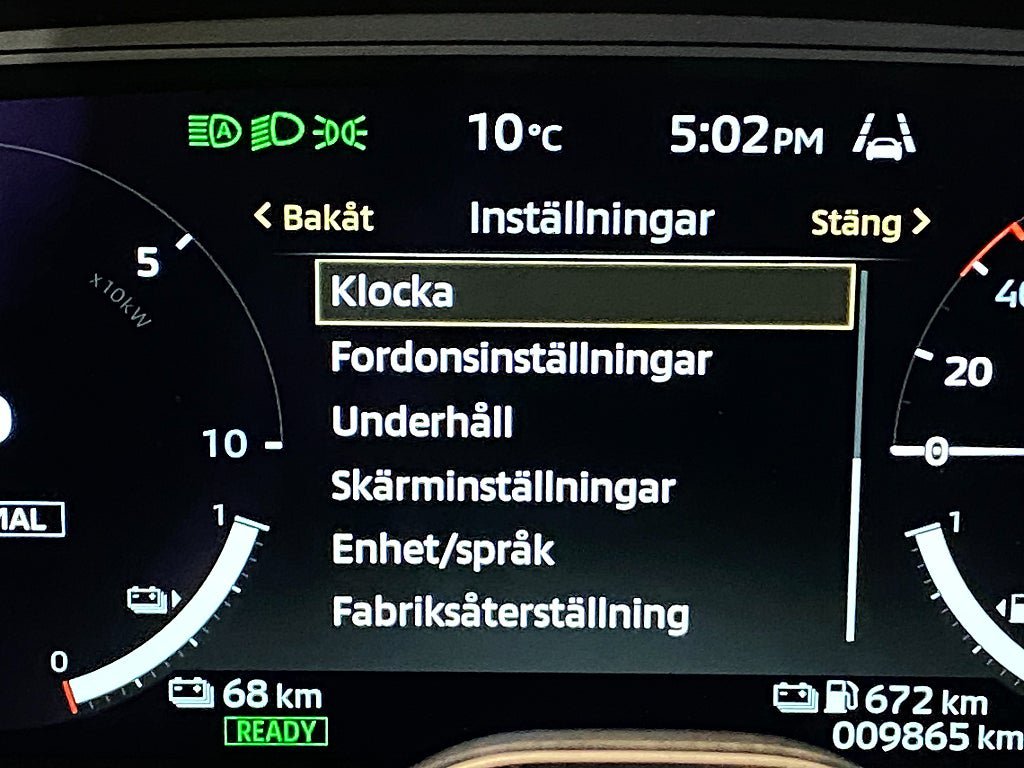 A 10°C 5:02PM
Bakåt Inställningar Stäng
5
x10kW
10
Klocka
Fordonsinställningar
Underhåll
Skärminställningar
Enhet/språk
Fabriksåterställning
20
0
1
0
1
68 km
READY
672 km
009865 km